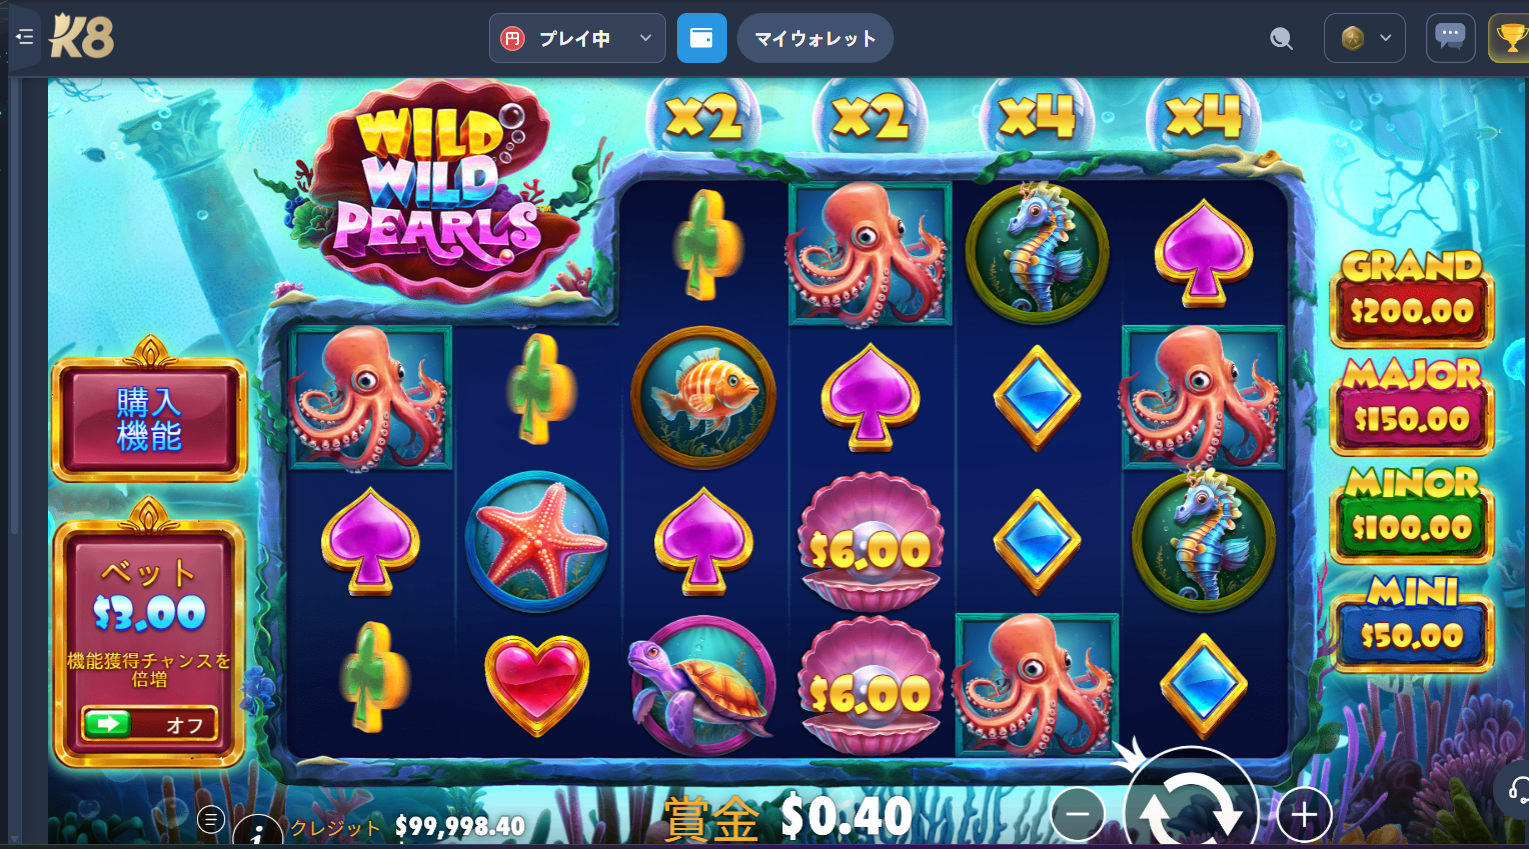 K8
円 プレイ中
マイウォレット
x2
x2
x4
x4
WILD
WILD
PEARLS
GRAND
$200.00
MAJOR
$150.00
MINOR
$100.00
MINI
$50.00
購入
機能
ベット
$3.00
機能獲得チャンスを
倍増
オフ
$6.00
$6.00
クレジット $99,998.40
賞金 $0.40